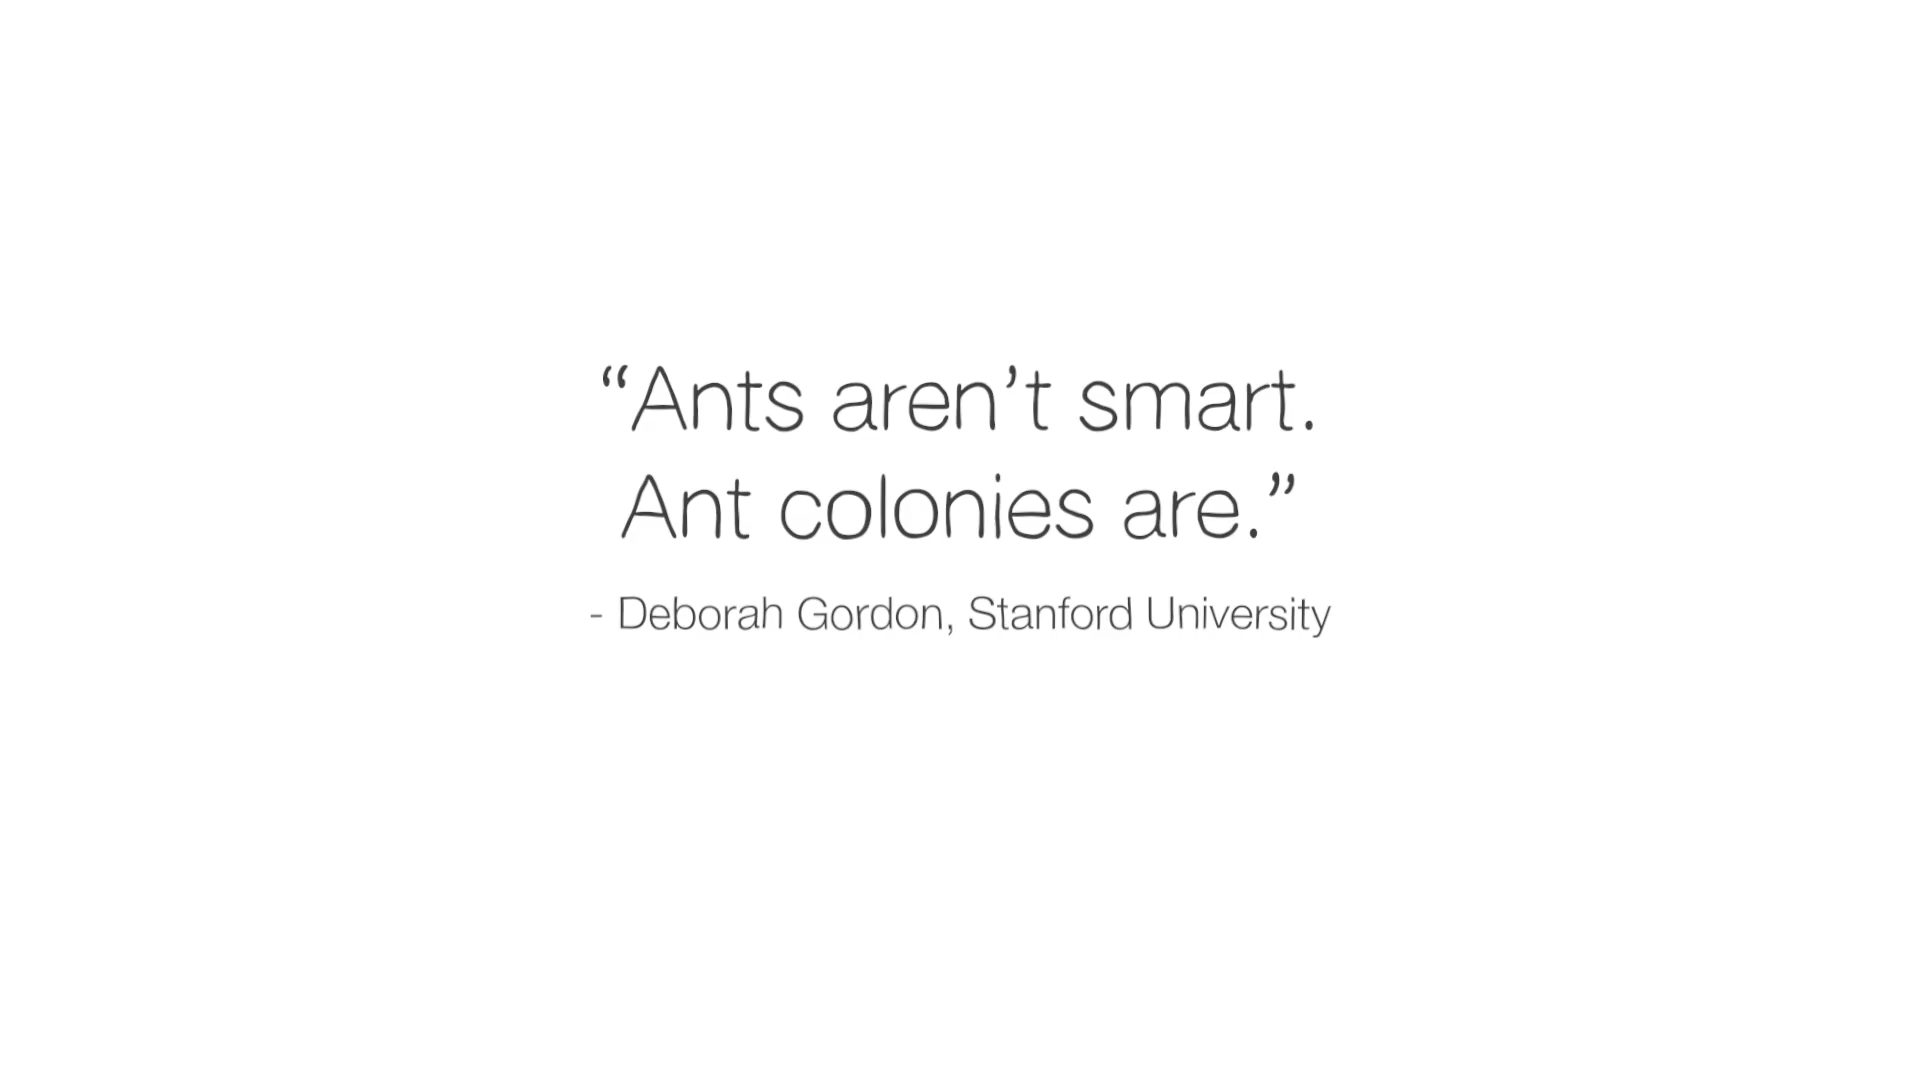 “Ants aren’t smart.
Ant colonies are.”
- Deborah Gordon, Stanford University